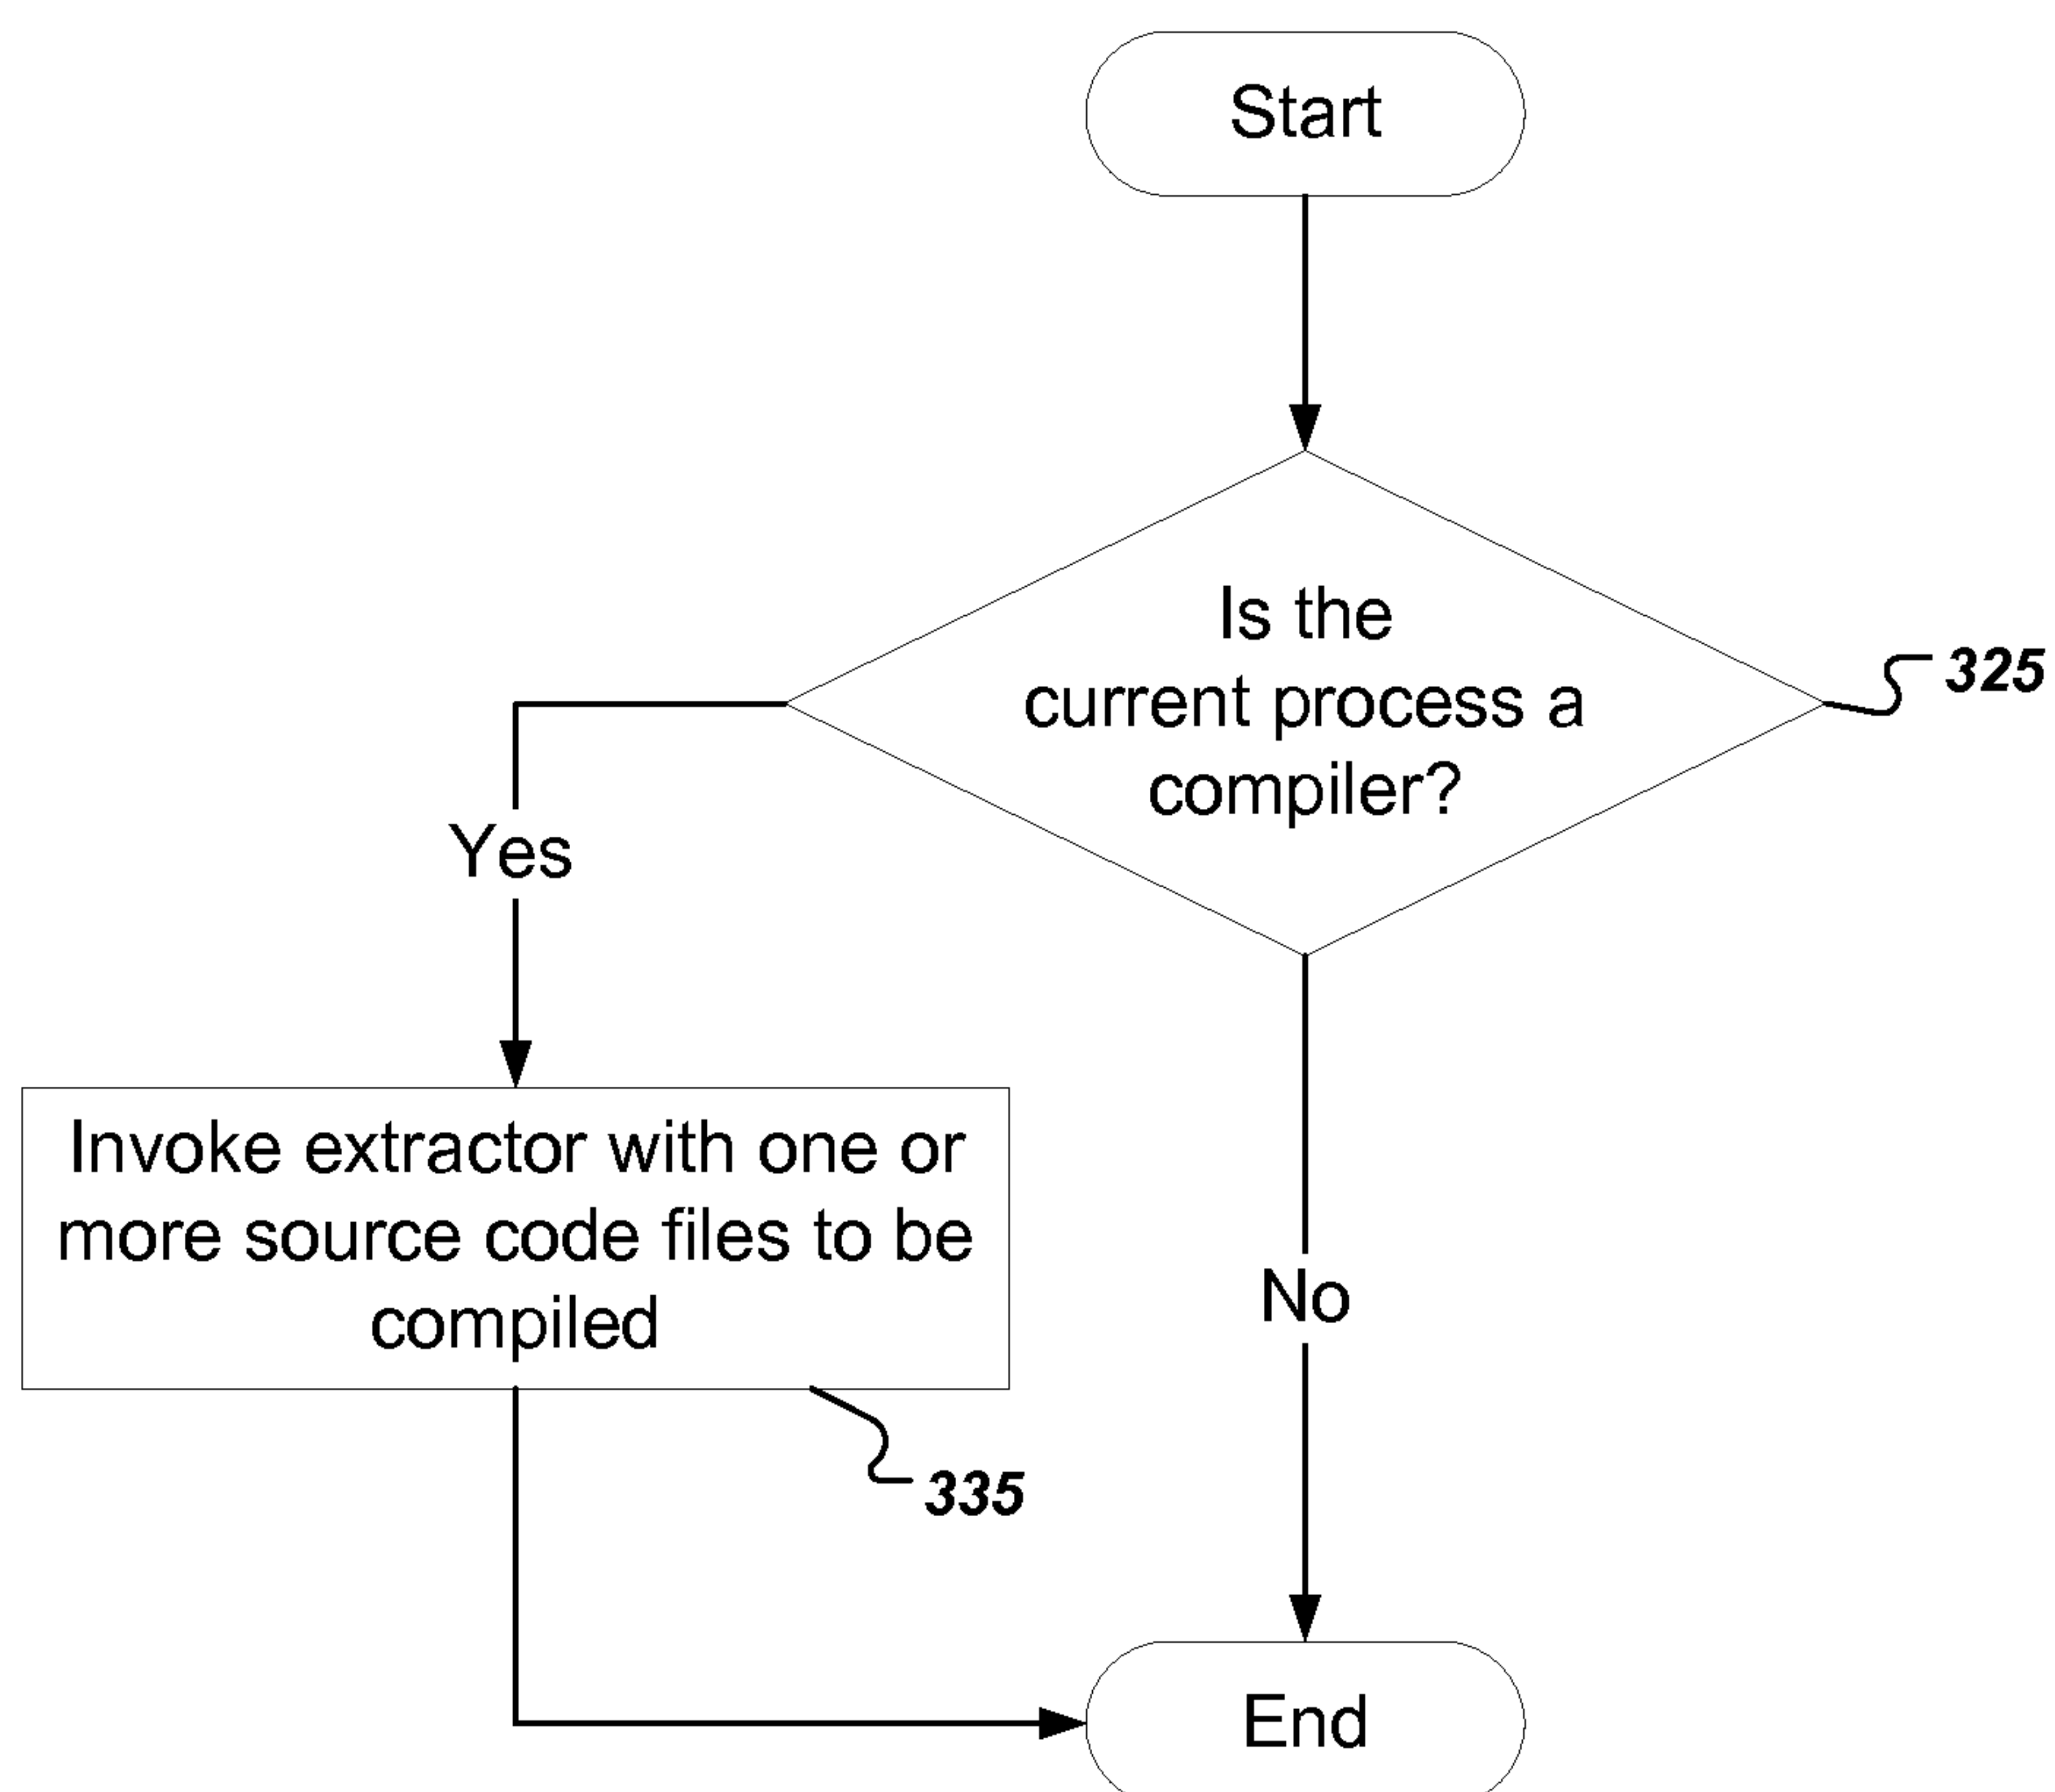 Start
Is the
current process a
compiler?
325
Yes
Invoke extractor with one or
more source code files to be
compiled
No
335
End